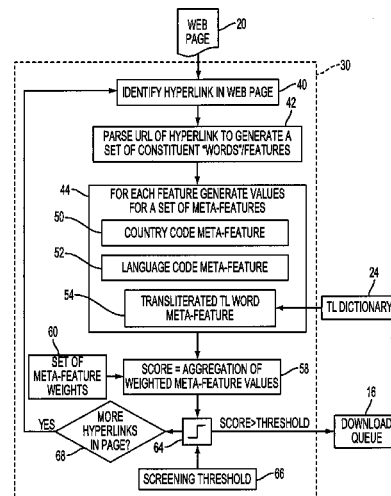 WEB
PAGE
20
30
IDENTIFY HYPERLINK IN WEB PAGE
40
42
PARSE URL OF HYPERLINK TO GENERATE A
SET OF CONSTITUENT "WORDS"/FEATURES
44
FOR EACH FEATURE GENERATE VALUES
FOR A SET OF META-FEATURES
50
COUNTRY CODE META-FEATURE
52
LANGUAGE CODE META-FEATURE
54
TRANSLITERATED TL WORD
META-FEATURE
24
TL DICTIONARY
60
SET OF
META-FEATURE
WEIGHTS
SCORE = AGGREGATION OF
WEIGHTED META-FEATURE VALUES
58
YES
MORE
HYPERLINKS
IN PAGE?
68
64
SCORE>THRESHOLD
16
DOWNLOAD
QUEUE
SCREENING THRESHOLD
66